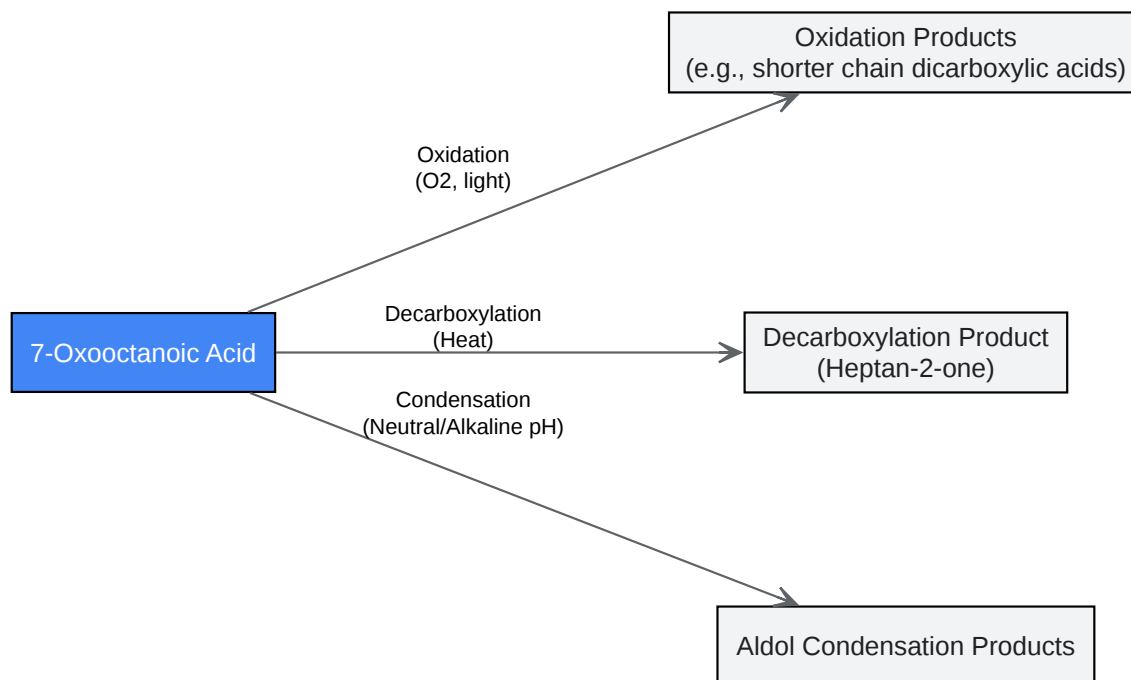 Oxidation Products
(e.g., shorter chain dicarboxylic acids)
Oxidation
(O2, light)
7-Oxooctanoic Acid
Decarboxylation
(Heat)
Decarboxylation Product
(Heptan-2-one)
Condensation
(Neutral/Alkaline pH)
Aldol Condensation Products